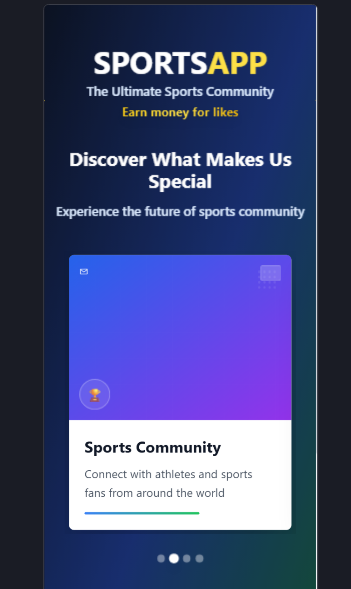 SPORTSAPP
The Ultimate Sports Community
Earn money for likes
Discover What Makes Us
Special
Experience the future of sports community
Sports Community
Connect with athletes and sports
fans from around the world